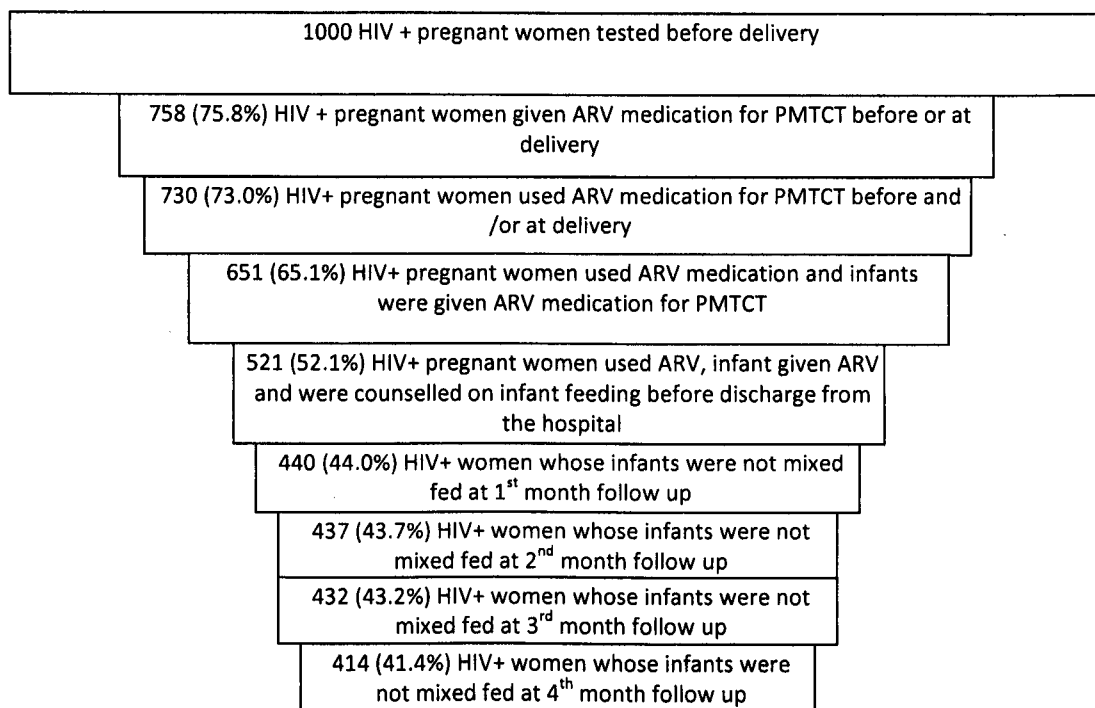 1000 HIV + pregnant women tested before delivery
758 (75.8%) HIV + pregnant women given ARV medication for PMTCT before or at
delivery
730 (73.0%) HIV+ pregnant women used ARV medication for PMTCT before and
/or at delivery
651 (65.1%) HIV+ pregnant women used ARV medication and infants
were given ARV medication for PMTCT
521 (52.1%) HIV+ pregnant women used ARV, infant given ARV
and were counselled on infant feeding before discharge from
the hospital
440 (44.0%) HIV+ women whose infants were not mixed
fed at 1st month follow up
437 (43.7%) HIV+ women whose infants were not
mixed fed at 2nd month follow up
432 (43.2%) HIV+ women whose infants were not
mixed fed at 3rd month follow up
414 (41.4%) HIV+ women whose infants were
not mixed fed at 4th month follow up